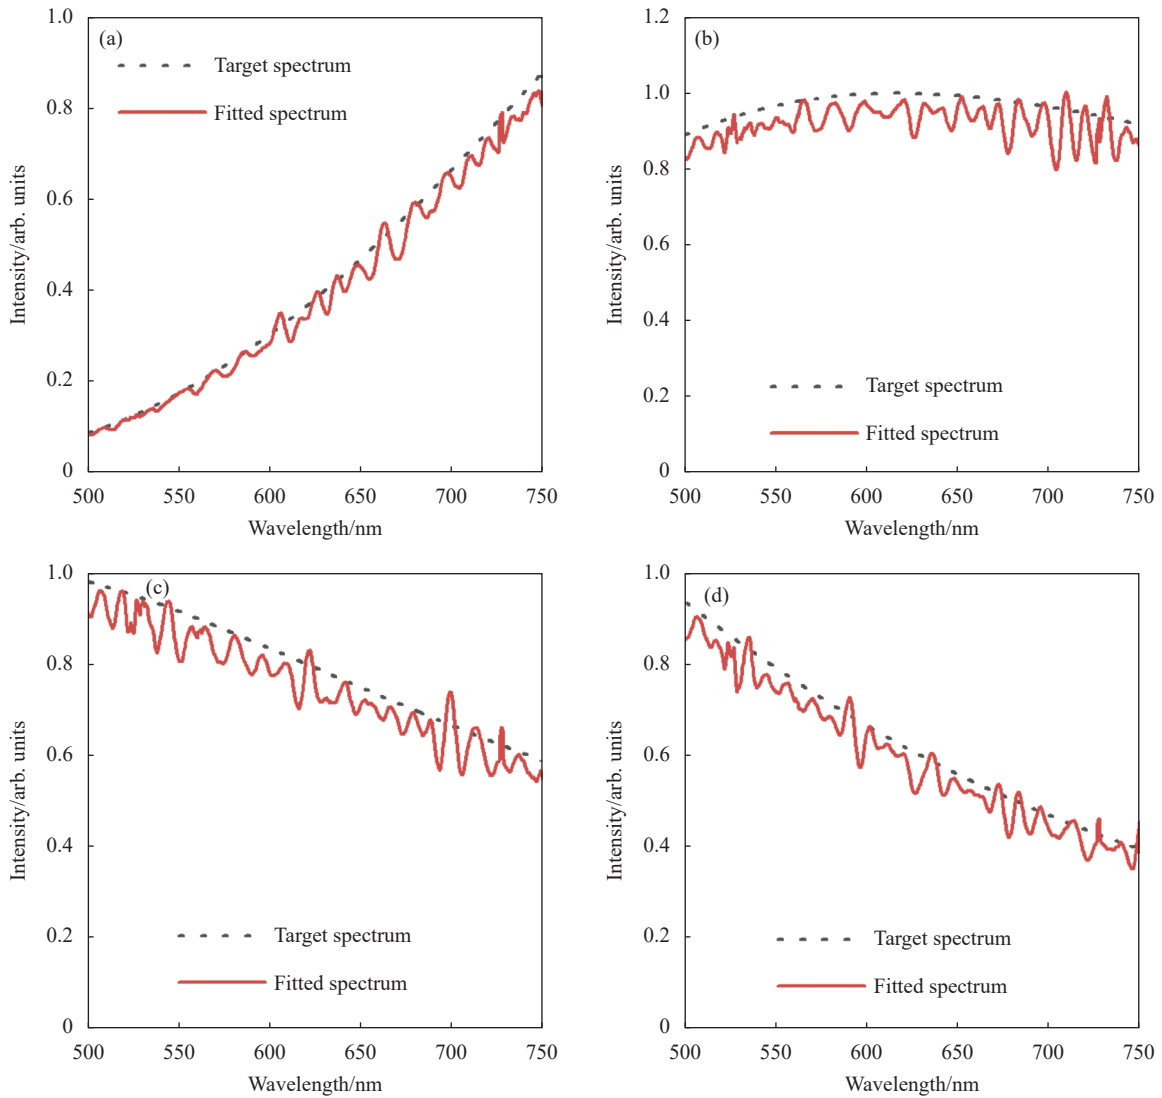 (a)
Target spectrum
Fitted spectrum
1.0
0.8
0.6
0.4
0.2
0
Intensity/arb. units
500 550 600 650 700 750
Wavelength/nm
(b)
1.2
1.0
0.8
0.6
0.4
0.2
0
Intensity/arb. units
Target spectrum
Fitted spectrum
500 550 600 650 700 750
Wavelength/nm
(c)
1.0
0.8
0.6
0.4
0.2
0
Intensity/arb. units
Target spectrum
Fitted spectrum
500 550 600 650 700 750
Wavelength/nm
(d)
1.0
0.8
0.6
0.4
0.2
0
Intensity/arb. units
Target spectrum
Fitted spectrum
500 550 600 650 700 750
Wavelength/nm